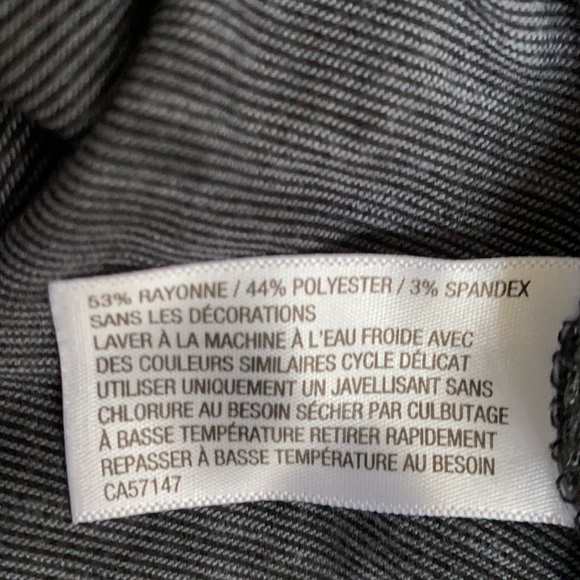 53% RAYONNE / 44% POLYESTER / 3% SPANDEX
SANS LES DÉCORATIONS
LAVER À LA MACHINE À L'EAU FROIDE AVEC
DES COULEURS SIMILAIRES CYCLE DÉLICAT
UTILISER UNIQUEMENT UN JAVELLISANT SANS
CHLORURE AU BESOIN SÉCHER PAR CULBUTAGE
À BASSE TEMPÉRATURE RETIRER RAPIDEMENT
REPASSER À BASSE TEMPÉRATURE AU BESOIN
CA57147